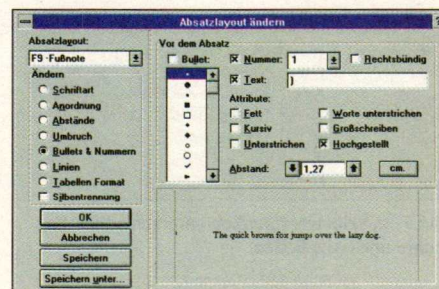 Absatzlayout ändern
Absatzlayout:
F9 -Fußnote
Ändern
Schriftart
Anordnung
Abstände
Umbruch
Bullets & Nummern
Linien
Tabellen Format
Silbentrennung
OK
Abbrechen
Speichern
Speichern unter...
Vor dem Absatz
Bullet:
Nummer: 1
Rechtsbündig
Text: )
Attribute:
Fett
Worte unterstrichen
Kursiv
Großschreiben
Unterstrichen
Hochgestellt
Abstand: 1,27 cm.
The quick brown fox jumps over the lazy dog.